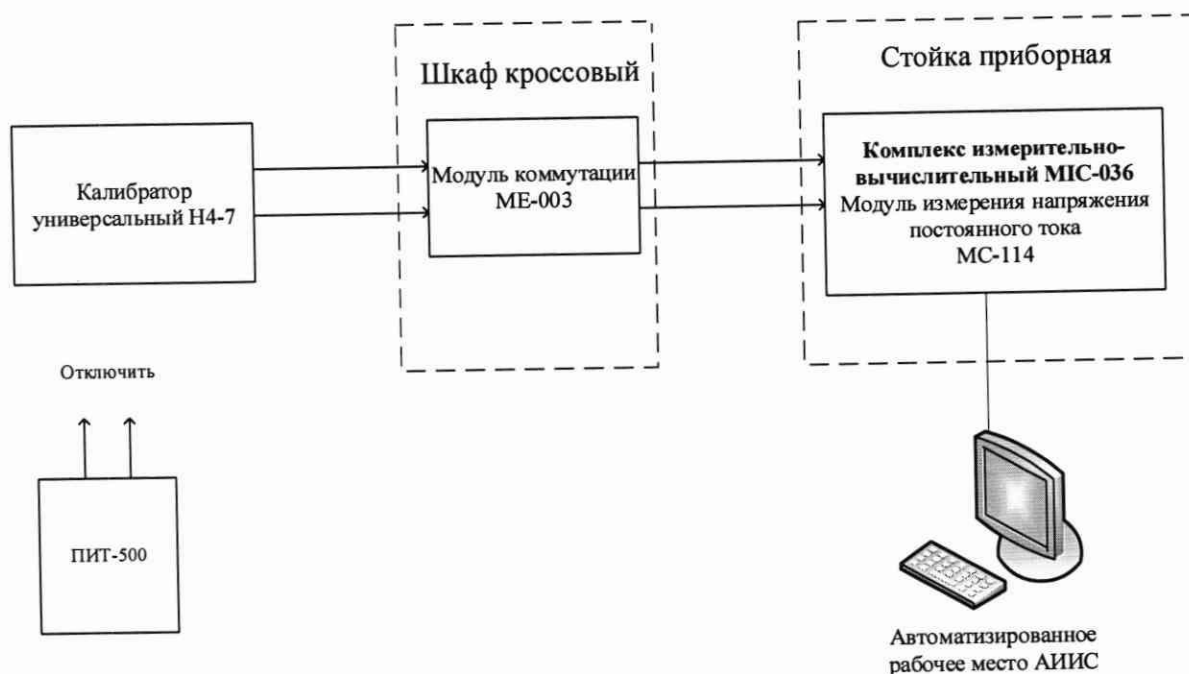 Шкаф кроссовый
Стойка приборная
Калибратор
универсальный Н4-7
Модуль коммутации
МЕ-003
Комплекс измерительно-
вычислительный MIC-036
Модуль измерения напряжения
постоянного тока
МС-114
Отключить
ПИТ-500
Автоматизированное
рабочее место АИИС